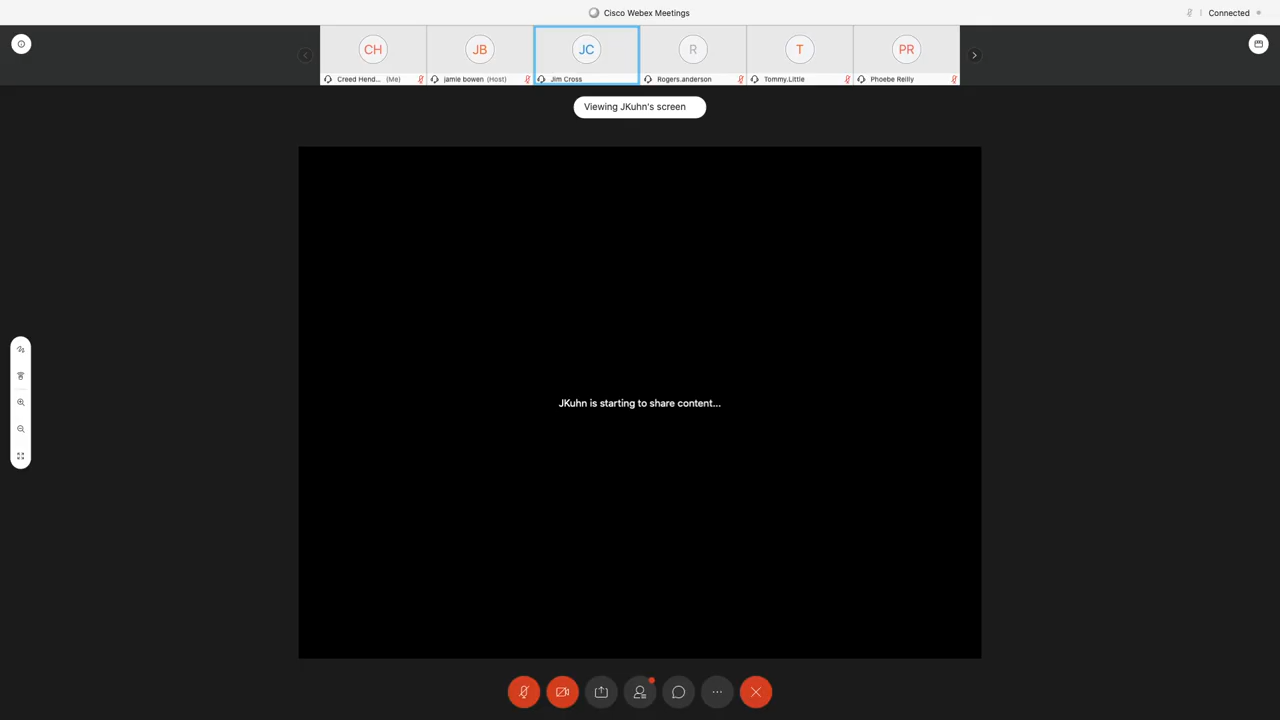 Cisco Webex Meetings
Connected
CH
JB
JC
R
T
PR
Creed Hend... (Me)
jamie bowen (Host)
Jim Cross
Rogers.anderson
Tommy.Little
Phoebe Reilly
Viewing JKuhn's screen
JKuhn is starting to share content...